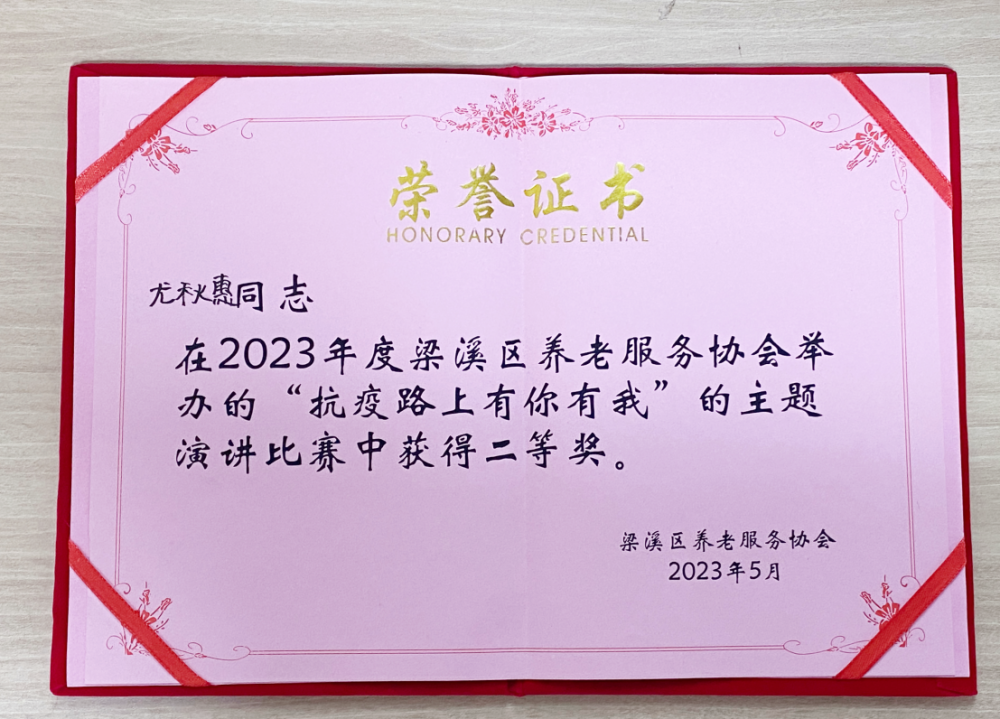 荣誉证书
HONORARY CREDENTIAL
尤秋惠同志
在2023年度梁溪区养老服务协会举
办的“抗疫路上有你有我”的主题
演讲比赛中获得二等奖。
梁溪区养老服务协会
2023年5月